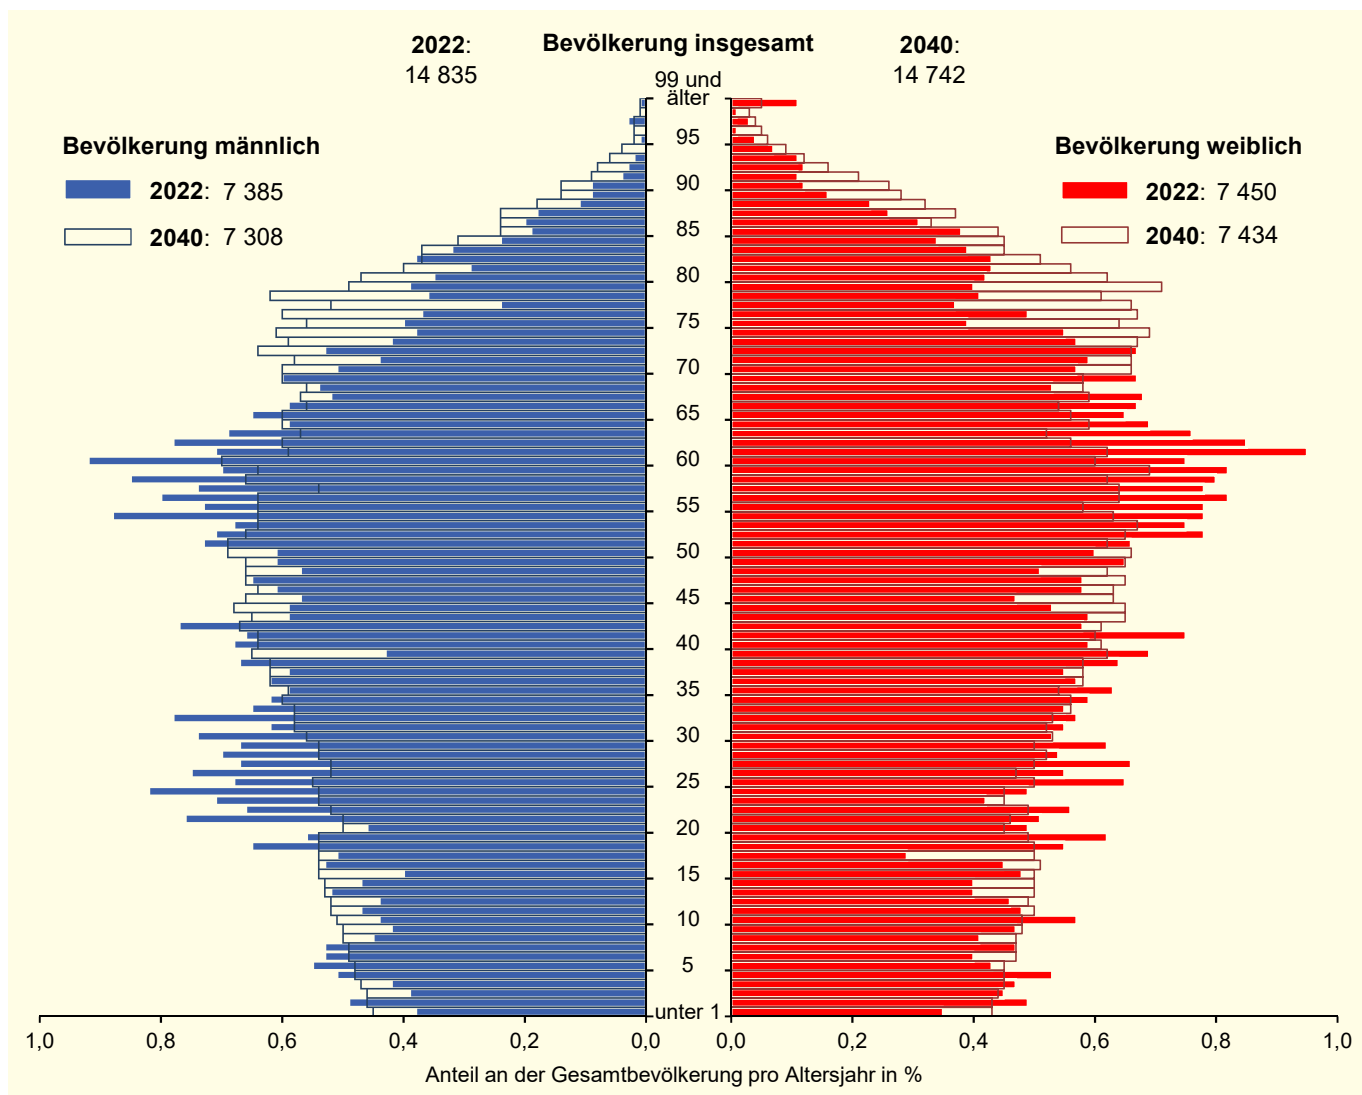 2022: Bevölkerung insgesamt 2040:
14 835 14 742
99 und
älter
Bevölkerung männlich
2022: 7 385
2040: 7 308
Bevölkerung weiblich
2022: 7 450
2040: 7 434
95
90
85
80
75
70
65
60
55
50
45
40
35
30
25
20
15
10
5
unter 1
1,0 0,8 0,6 0,4 0,2 0,0 0,0 0,2 0,4 0,6 0,8 1,0
Anteil an der Gesamtbevölkerung pro Altersjahr in %